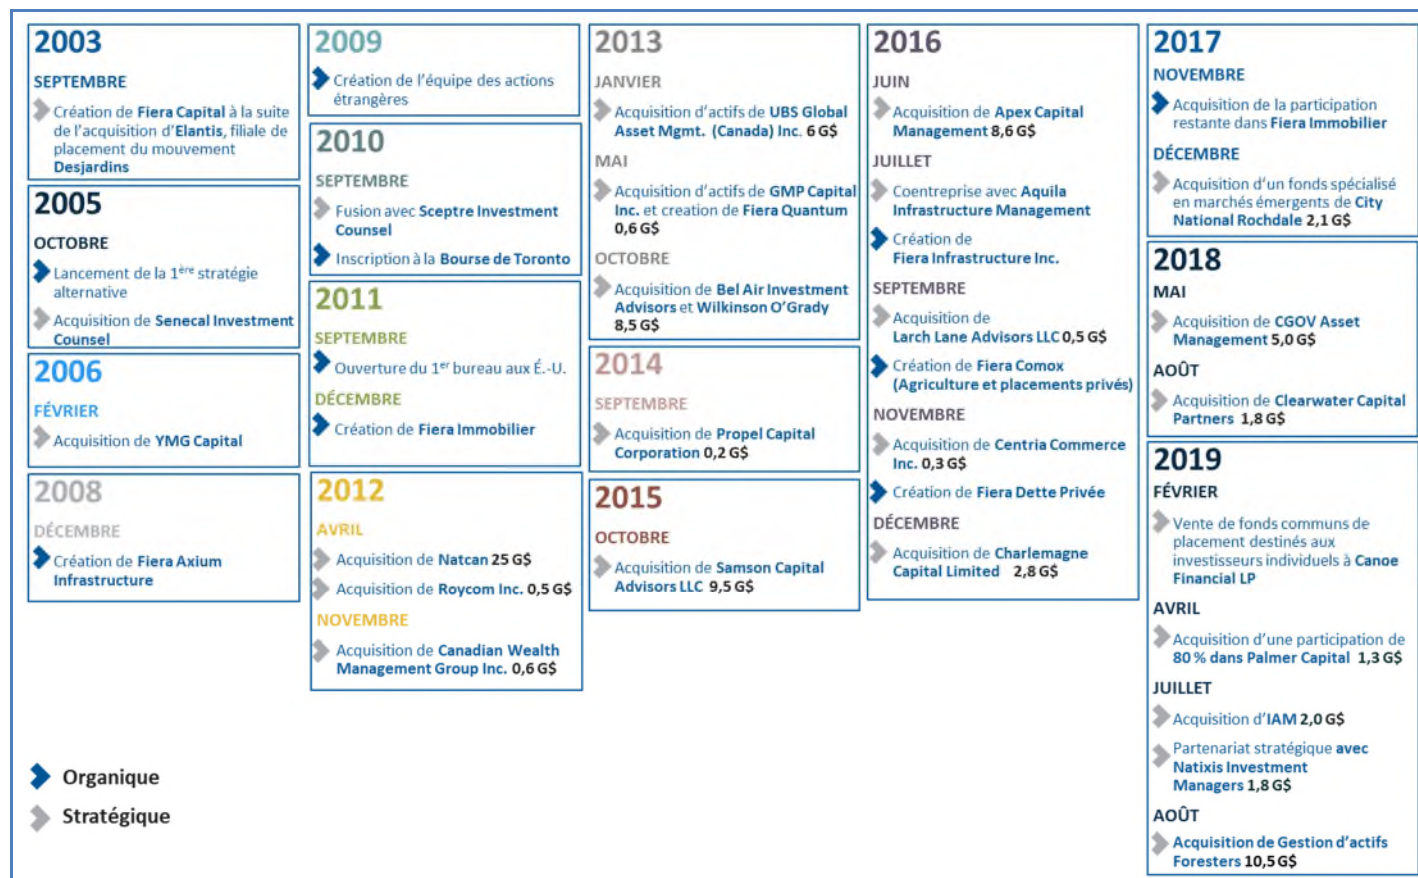 2003
SEPTEMBRE
Création de Fiera Capital à la suite
de l'acquisition d'Elantis, filiale de
placement du mouvement
Desjardins
2005
OCTOBRE
Lancement de la 1ère stratégie
alternative
Acquisition de Senecal Investment
Counsel
2006
FÉVRIER
Acquisition de YMG Capital
2008
DÉCEMBRE
Création de Fiera Axium
Infrastructure
2009
Création de l'équipe des actions
étrangères
2010
SEPTEMBRE
Fusion avec Sceptre Investment
Counsel
Inscription à la Bourse de Toronto
2011
SEPTEMBRE
Ouverture du 1er bureau aux É.-U.
DÉCEMBRE
Création de Fiera Immobilier
2012
AVRIL
Acquisition de Natcan 25 G$
Acquisition de Roycom Inc. 0,5 G$
NOVEMBRE
Acquisition de Canadian Wealth
Management Group Inc. 0,6 G$
2013
JANVIER
Acquisition d'actifs de UBS Global
Asset Mgmt. (Canada) Inc. 6 G$
MAI
Acquisition d'actifs de GMP Capital
Inc. et creation de Fiera Quantum
0,6 G$
OCTOBRE
Acquisition de Bel Air Investment
Advisors et Wilkinson O'Grady
8,5 G$
2014
SEPTEMBRE
Acquisition de Propel Capital
Corporation 0,2 G$
2015
OCTOBRE
Acquisition de Samson Capital
Advisors LLC 9,5 G$
2016
JUIN
Acquisition de Apex Capital
Management 8,6 G$
JUILLET
Coentreprise avec Aquila
Infrastructure Management
Création de
Fiera Infrastructure Inc.
SEPTEMBRE
Acquisition de
Larch Lane Advisors LLC 0,5 G$
Création de Fiera Comox
(Agriculture et placements privés)
NOVEMBRE
Acquisition de Centria Commerce
Inc. 0,3 G$
Création de Fiera Dette Privée
DÉCEMBRE
Acquisition de Charlemagne
Capital Limited 2,8 G$
2017
NOVEMBRE
Acquisition de la participation
restante dans Fiera Immobilier
DÉCEMBRE
Acquisition d'un fonds spécialisé
en marchés émergents de City
National Rochdale 2,1 G$
2018
MAI
Acquisition de CGOV Asset
Management 5,0 G$
AOÛT
Acquisition de Clearwater Capital
Partners 1,8 G$
2019
FÉVRIER
Vente de fonds communs de
placement destinés aux
investisseurs individuels à Canoe
Financial LP
AVRIL
Acquisition d'une participation de
80 % dans Palmer Capital 1,3 G$
JUILLET
Acquisition d'IAM 2,0 G$
Partenariat stratégique avec
Natixis Investment
Managers 1,8 G$
AOÛT
Acquisition de Gestion d'actifs
Foresters 10,5 G$
Organique
Stratégique